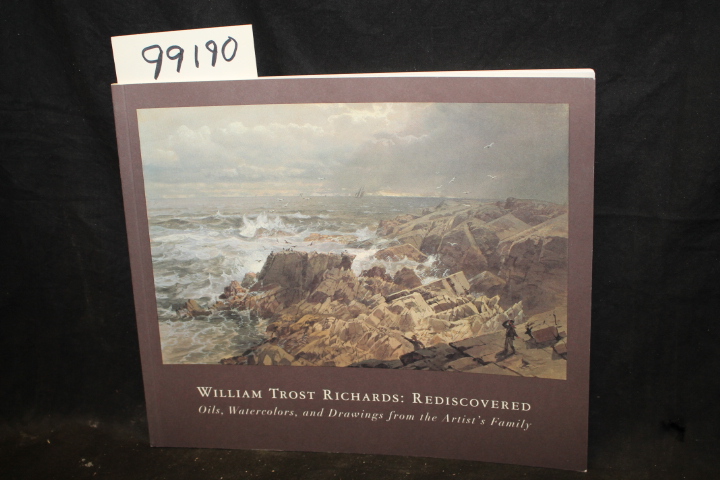 99190
WILLIAM TROST RICHARDS: REDISCOVERED
Oils, Watercolors, and Drawings from the Artist's Family